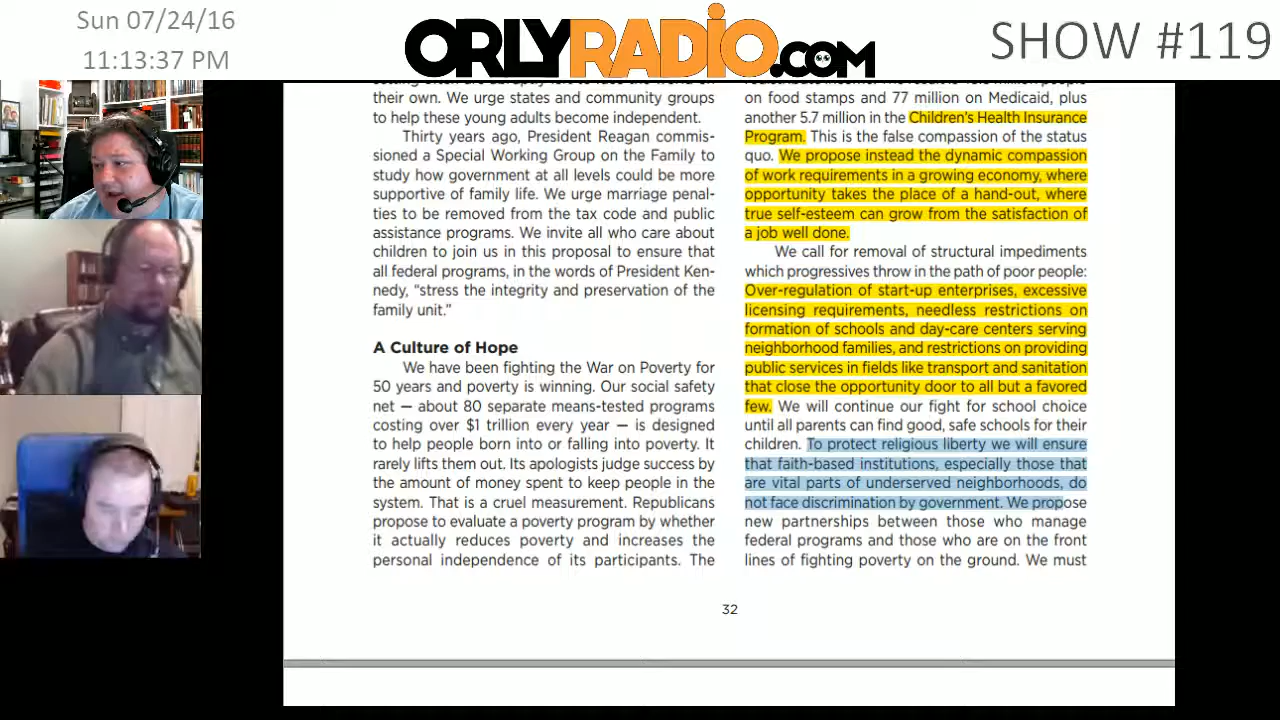 Sun 07/24/16
11:13:37 PM
ORLYRADIO.COM
SHOW #119
their own. We urge states and community groups
to help these young adults become independent.
Thirty years ago, President Reagan commis-
sioned a Special Working Group on the Family to
study how government at all levels could be more
supportive of family life. We urge marriage penal-
ties to be removed from the tax code and public
assistance programs. We invite all who care about
children to join us in this proposal to ensure that
all federal programs, in the words of President Ken-
nedy, “stress the integrity and preservation of the
family unit.”
A Culture of Hope
We have been fighting the War on Poverty for
50 years and poverty is winning. Our social safety
net — about 80 separate means-tested programs
costing over $1 trillion every year — is designed
to help people born into or falling into poverty. It
rarely lifts them out. Its apologists judge success by
the amount of money spent to keep people in the
system. That is a cruel measurement. Republicans
propose to evaluate a poverty program by whether
it actually reduces poverty and increases the
personal independence of its participants. The
on food stamps and 77 million on Medicaid, plus
another 5.7 million in the Children’s Health Insurance
Program. This is the false compassion of the status
quo. We propose instead the dynamic compassion
of work requirements in a growing economy, where
opportunity takes the place of a hand-out, where
true self-esteem can grow from the satisfaction of
a job well done.
We call for removal of structural impediments
which progressives throw in the path of poor people:
Over-regulation of start-up enterprises, excessive
licensing requirements, needless restrictions on
formation of schools and day-care centers serving
neighborhood families, and restrictions on providing
public services in fields like transport and sanitation
that close the opportunity door to all but a favored
few. We will continue our fight for school choice
until all parents can find good, safe schools for their
children. To protect religious liberty we will ensure
that faith-based institutions, especially those that
are vital parts of underserved neighborhoods, do
not face discrimination by government. We propose
new partnerships between those who manage
federal programs and those who are on the front
lines of fighting poverty on the ground. We must
32